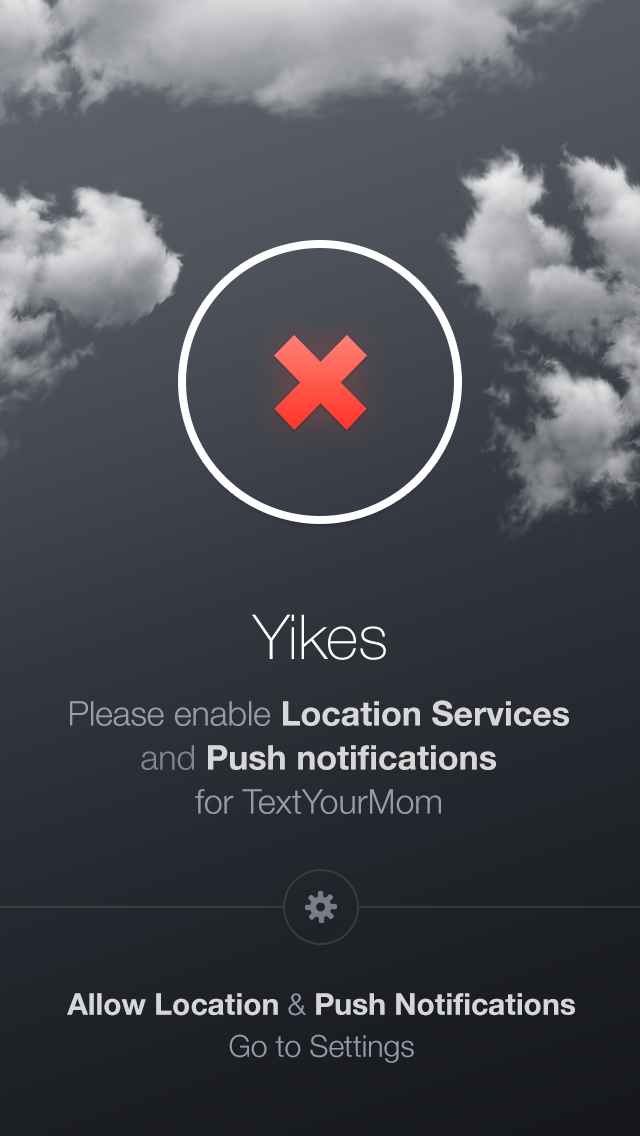 Yikes
Please enable Location Services
and Push notifications
for TextYourMom
Allow Location & Push Notifications
Go to Settings